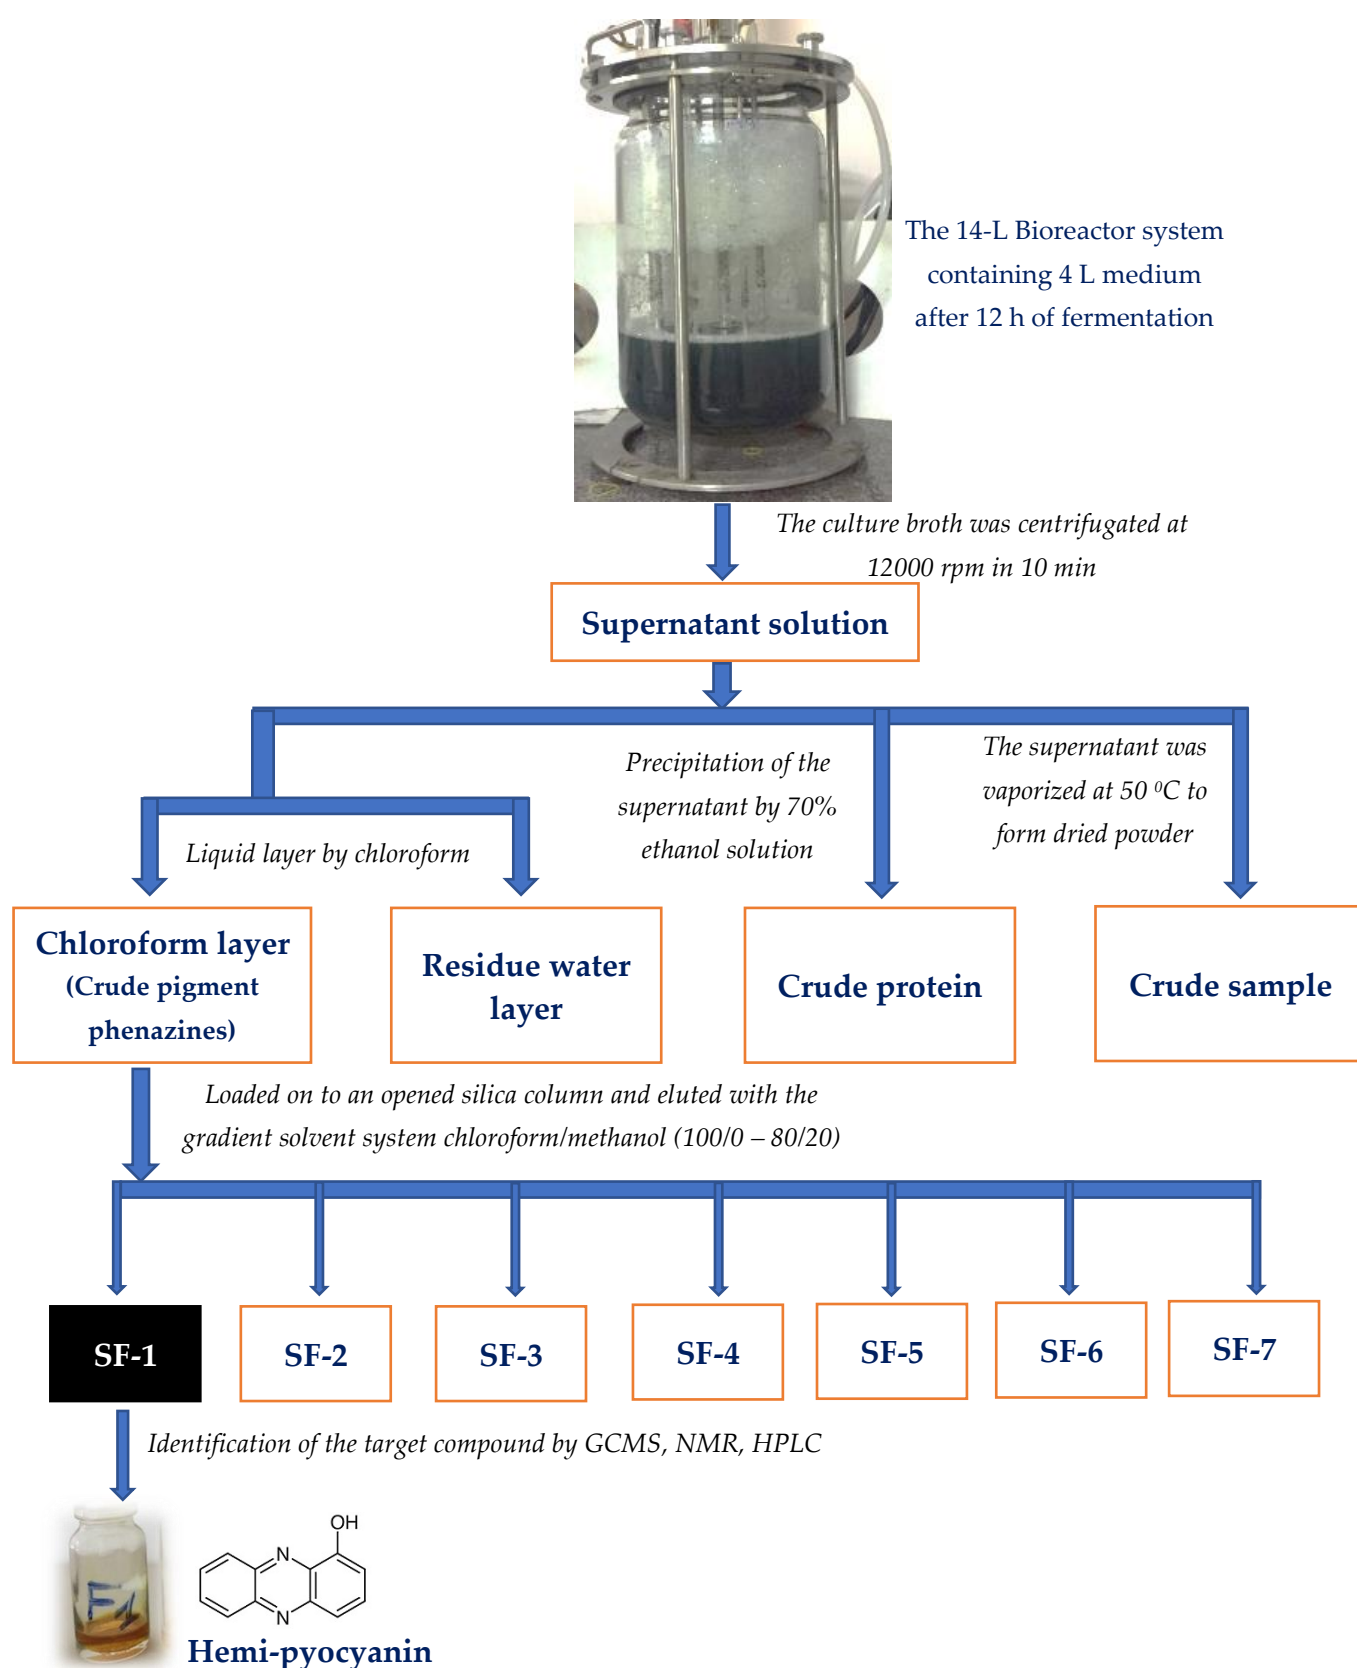 The 14-L Bioreactor system
containing 4 L medium
after 12 h of fermentation
The culture broth was centrifugated at
12000 rpm in 10 min
Supernatant solution
Precipitation of the
supernatant by 70%
ethanol solution
The supernatant was
vaporized at 50 ⁰C to
form dried powder
Liquid layer by chloroform
Chloroform layer
(Crude pigment
phenazines)
Residue water
layer
Crude protein
Crude sample
Loaded on to an opened silica column and eluted with the
gradient solvent system chloroform/methanol (100/0 – 80/20)
SF-1
SF-2
SF-3
SF-4
SF-5
SF-6
SF-7
Identification of the target compound by GCMS, NMR, HPLC
F1
OH
N
N
Hemi-pyocyanin